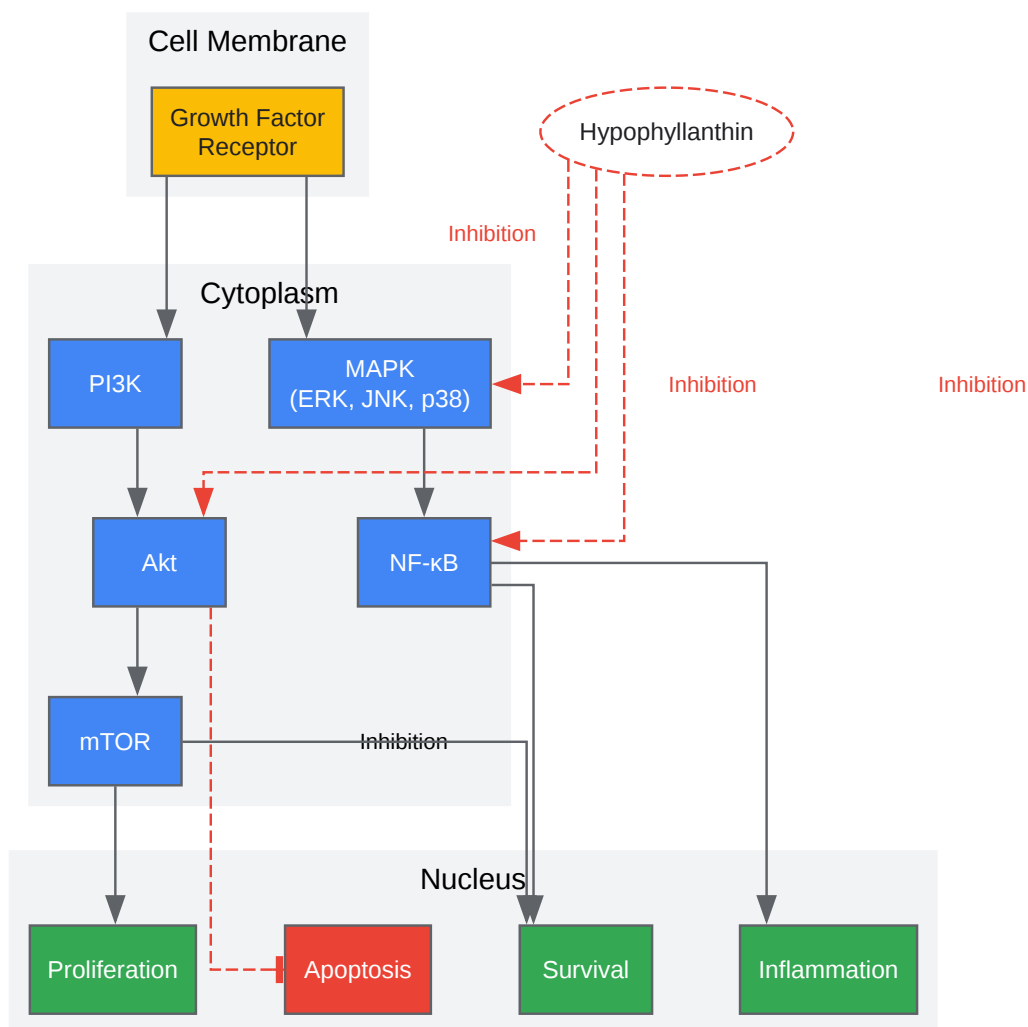 Cell Membrane
Growth Factor
Receptor
Hypophyllanthin
Inhibition
Cytoplasm
PI3K
MAPK
(ERK, JNK, p38)
Inhibition
Inhibition
Akt
NF-κB
mTOR
Inhibition
Nucleus
Proliferation
Apoptosis
Survival
Inflammation